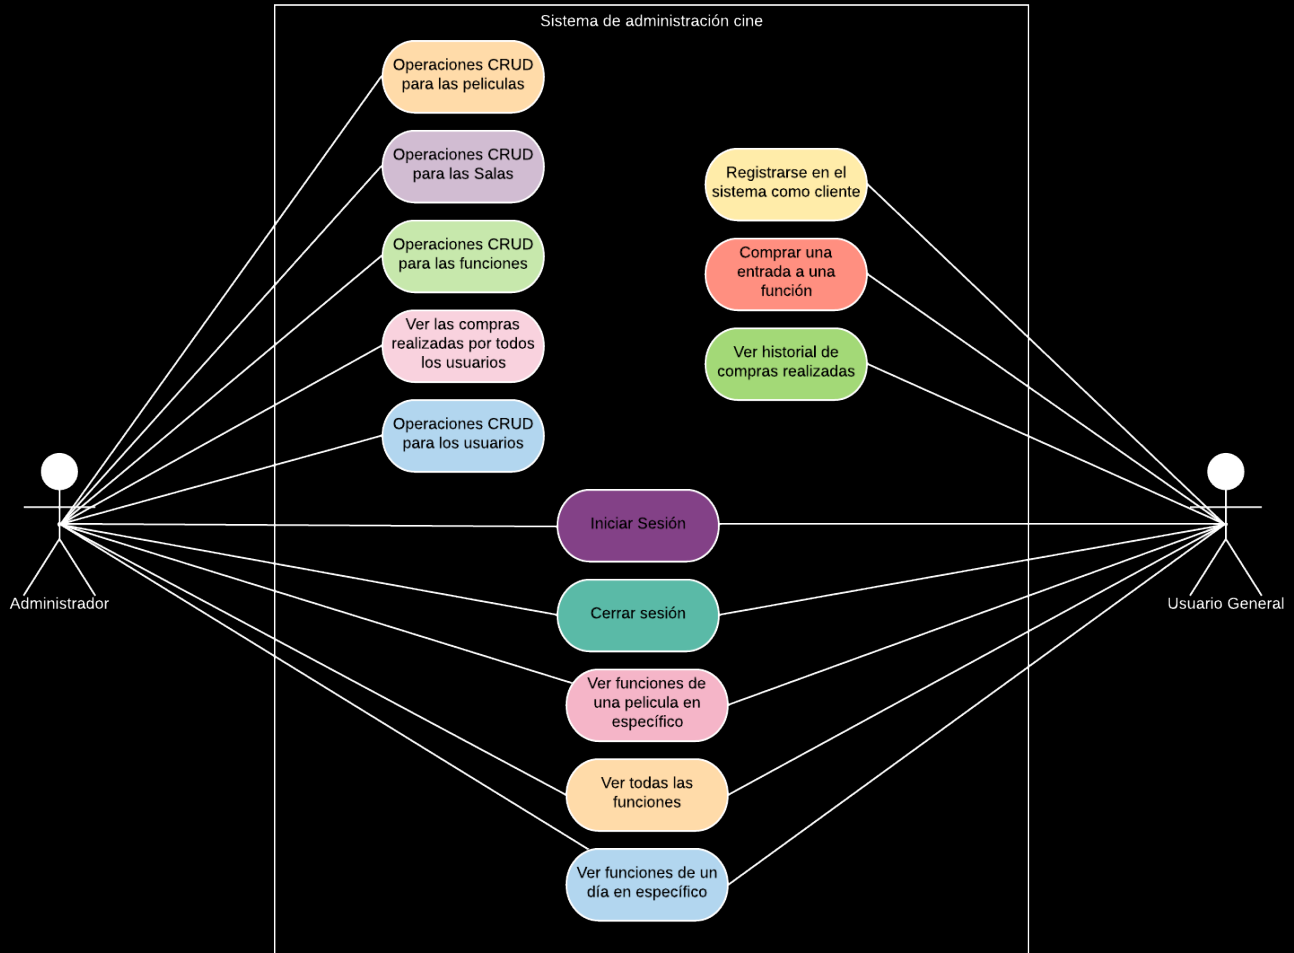 Sistema de administración cine
Operaciones CRUD
para las peliculas
Operaciones CRUD
para las Salas
Operaciones CRUD
para las funciones
Ver las compras
realizadas por todos
los usuarios
Operaciones CRUD
para los usuarios
Registrarse en el
sistema como cliente
Comprar una
entrada a una
función
Ver historial de
compras realizadas
Iniciar Sesión
Cerrar sesión
Ver funciones de
una pelicula en
específico
Ver todas las
funciones
Ver funciones de un
día en específico
Administrador
Usuario General